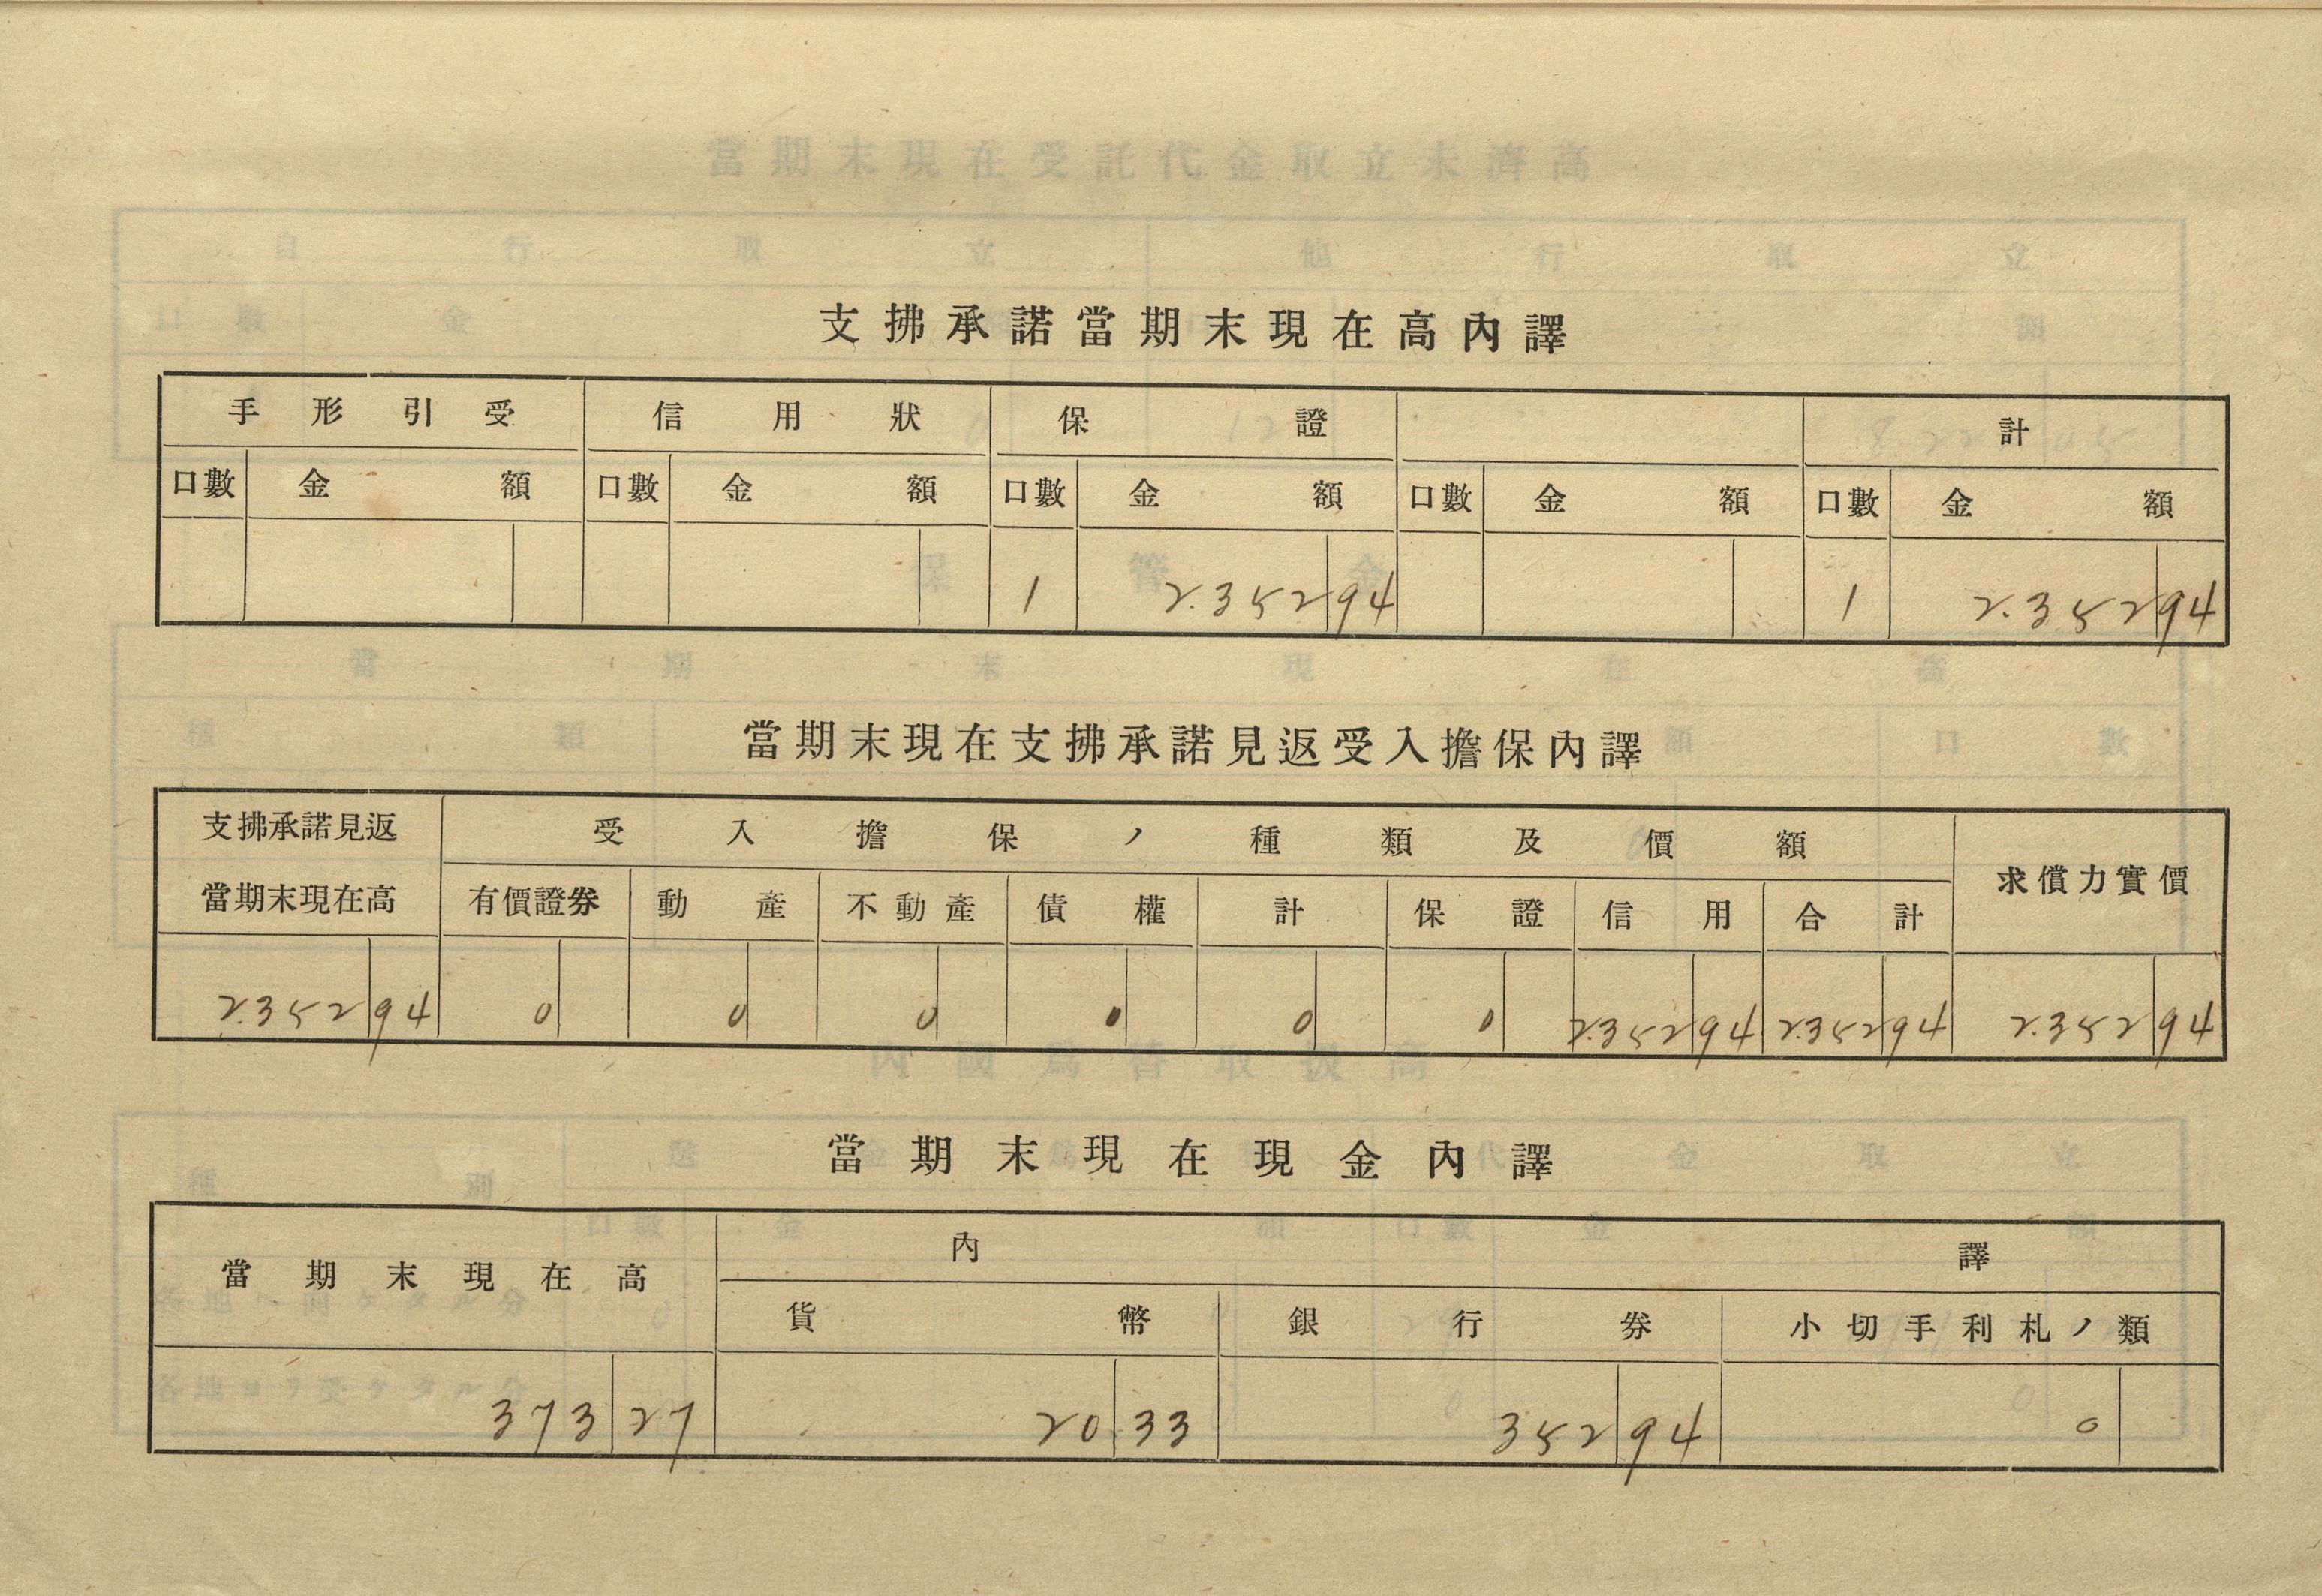 支拂承諾當期末現在高內譯
手形引受 信用狀 保證 計
口數 金額 口數 金額 口數 金額 口數 金額 口數 金額
1 2.352 94 1 2.352 94
當期末現在支拂承諾見返受入擔保內譯
支拂承諾見返 受入擔保ノ種類及價額 求償力實價
當期末現在高 有價證券 動產 不動產 債權 計 保證 信用 合計
2.352 94 0 0 0 0 0 0 2.352 94 2.352 94 2.352 94
當期末現在現金內譯
當期末現在高 內譯
貨幣 銀行券 小切手利札ノ類
373 27 20 33 352 94 0